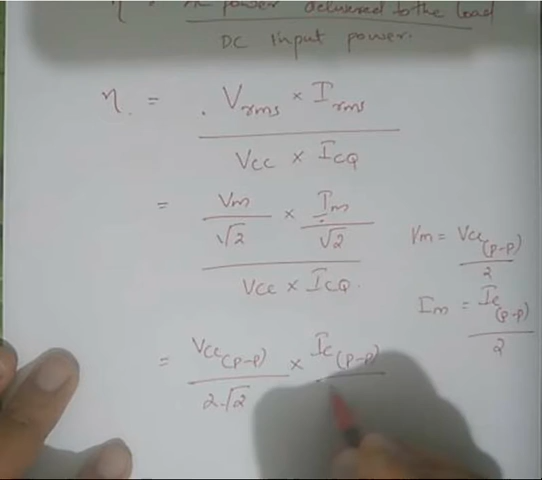 η = AC power delivered to the load
DC input power.
η = Vrms × Irms
VCC × ICQ
= Vm/√2 × Im/√2
VCC × ICQ.
Vm = Vce(p-p)
2
Im = Ic(p-p)
2
= Vce(p-p) × Ic(p-p)
2√2